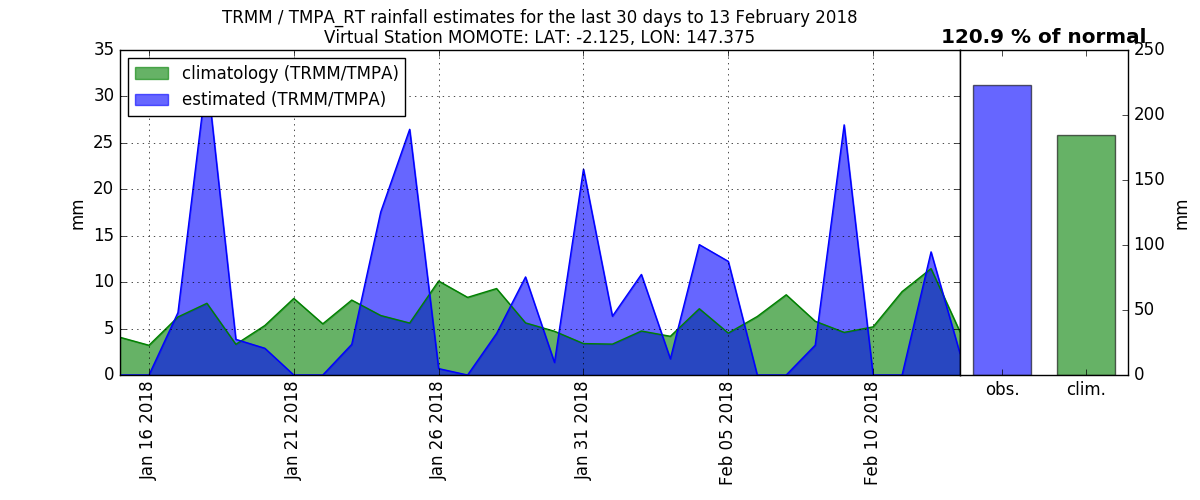 TRMM / TMPA_RT rainfall estimates for the last 30 days to 13 February 2018
Virtual Station MOMOTE: LAT: -2.125, LON: 147.375
120.9 % of normal
climatology (TRMM/TMPA)
estimated (TRMM/TMPA)
35
30
25
20
15
10
5
0
mm
Jan 16 2018
Jan 21 2018
Jan 26 2018
Jan 31 2018
Feb 05 2018
Feb 10 2018
250
200
150
100
50
0
mm
obs.
clim.